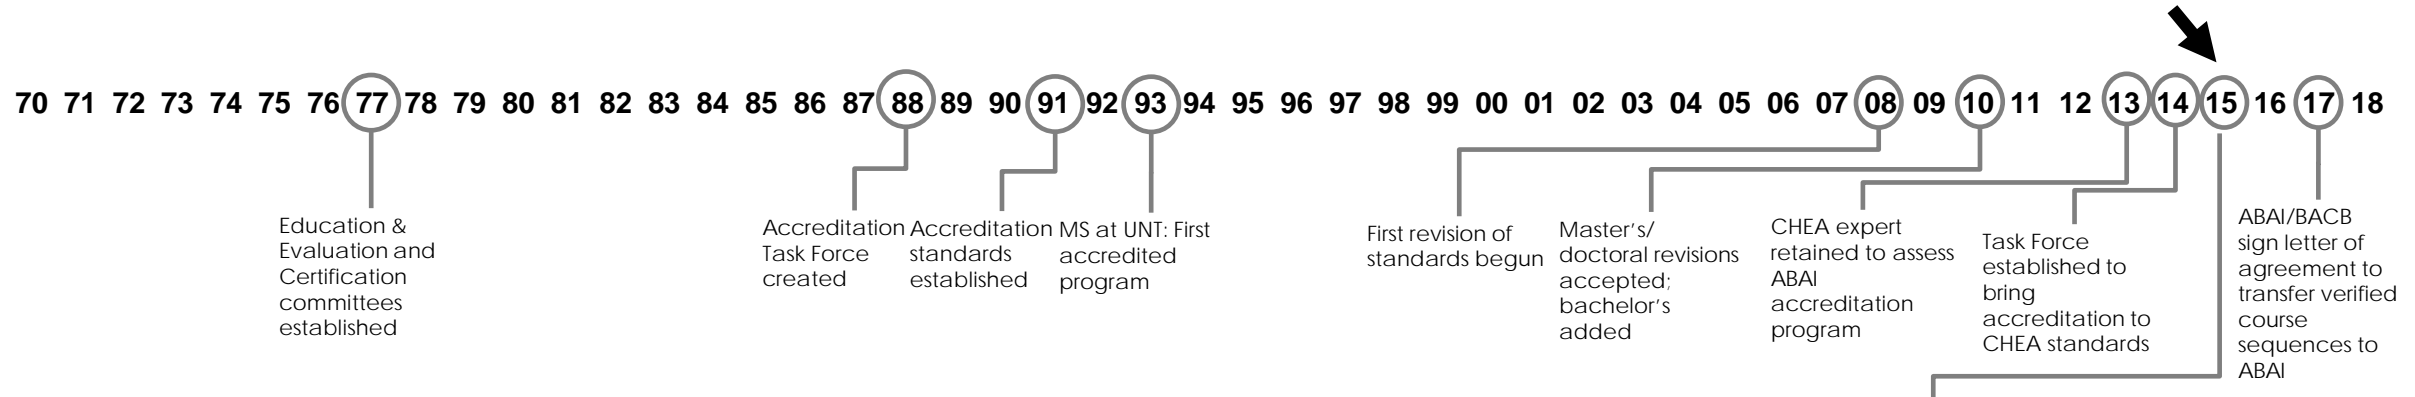 70 71 72 73 74 75 76 77 78 79 80 81 82 83 84 85 86 87 88 89 90 91 92 93 94 95 96 97 98 99 00 01 02 03 04 05 06 07 08 09 10 11 12 13 14 15 16 17 18
Education &
Evaluation and
Certification
committees
established
Accreditation
Task Force
created
Accreditation
standards
established
MS at UNT: First
accredited
program
First revision of
standards begun
Master's/
doctoral revisions
accepted;
bachelor's
added
CHEA expert
retained to assess
ABAI
accreditation
program
Task Force
established to
bring
accreditation to
CHEA standards
ABAI/BACB
sign letter of
agreement to
transfer verified
course
sequences to
ABAI